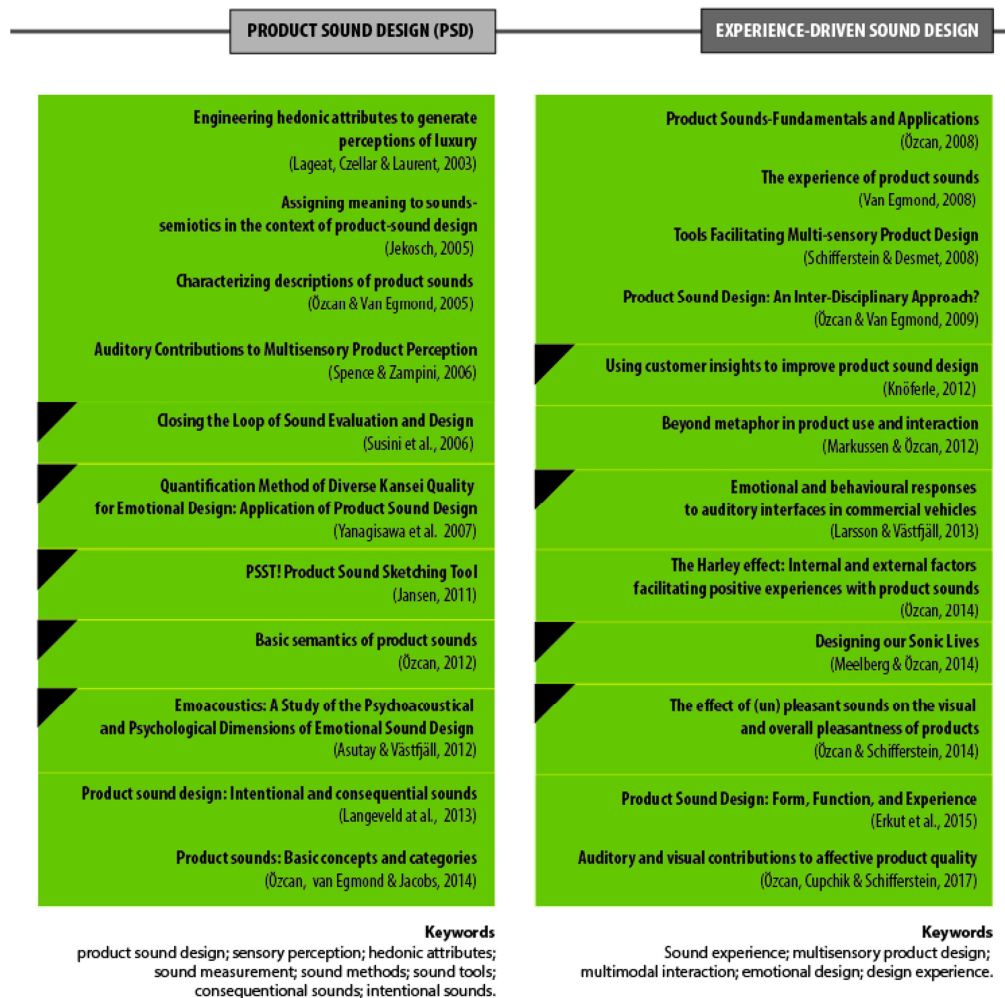 PRODUCT SOUND DESIGN (PSD)
Engineering hedonic attributes to generate
perceptions of luxury
(Lageat, Czellar & Laurent, 2003)
Assigning meaning to sounds-
semiotics in the context of product-sound design
(Jekosch, 2005)
Characterizing descriptions of product sounds
(Özcan & Van Egmond, 2005)
Auditory Contributions to Multisensory Product Perception
(Spence & Zampini, 2006)
Closing the Loop of Sound Evaluation and Design
(Susini et al., 2006)
Quantification Method of Diverse Kansei Quality
for Emotional Design: Application of Product Sound Design
(Yanagisawa et al. 2007)
PSST! Product Sound Sketching Tool
(Jansen, 2011)
Basic semantics of product sounds
(Özcan, 2012)
Emoacoustics: A Study of the Psychoacoustical
and Psychological Dimensions of Emotional Sound Design
(Asutay & Västfjäll, 2012)
Product sound design: Intentional and consequential sounds
(Langeveld at al., 2013)
Product sounds: Basic concepts and categories
(Özcan, van Egmond & Jacobs, 2014)
Keywords
product sound design; sensory perception; hedonic attributes;
sound measurement; sound methods; sound tools;
consequentional sounds; intentional sounds.
EXPERIENCE-DRIVEN SOUND DESIGN
Product Sounds-Fundamentals and Applications
(Özcan, 2008)
The experience of product sounds
(Van Egmond, 2008)
Tools Facilitating Multi-sensory Product Design
(Schifferstein & Desmet, 2008)
Product Sound Design: An Inter-Disciplinary Approach?
(Özcan & Van Egmond, 2009)
Using customer insights to improve product sound design
(Knöferle, 2012)
Beyond metaphor in product use and interaction
(Markussen & Özcan, 2012)
Emotional and behavioural responses
to auditory interfaces in commercial vehicles
(Larsson & Västfjäll, 2013)
The Harley effect: Internal and external factors
facilitating positive experiences with product sounds
(Özcan, 2014)
Designing our Sonic Lives
(Meelberg & Özcan, 2014)
The effect of (un) pleasant sounds on the visual
and overall pleasantness of products
(Özcan & Schifferstein, 2014)
Product Sound Design: Form, Function, and Experience
(Erkut et al., 2015)
Auditory and visual contributions to affective product quality
(Özcan, Cupchik & Schifferstein, 2017)
Keywords
Sound experience; multisensory product design;
multimodal interaction; emotional design; design experience.